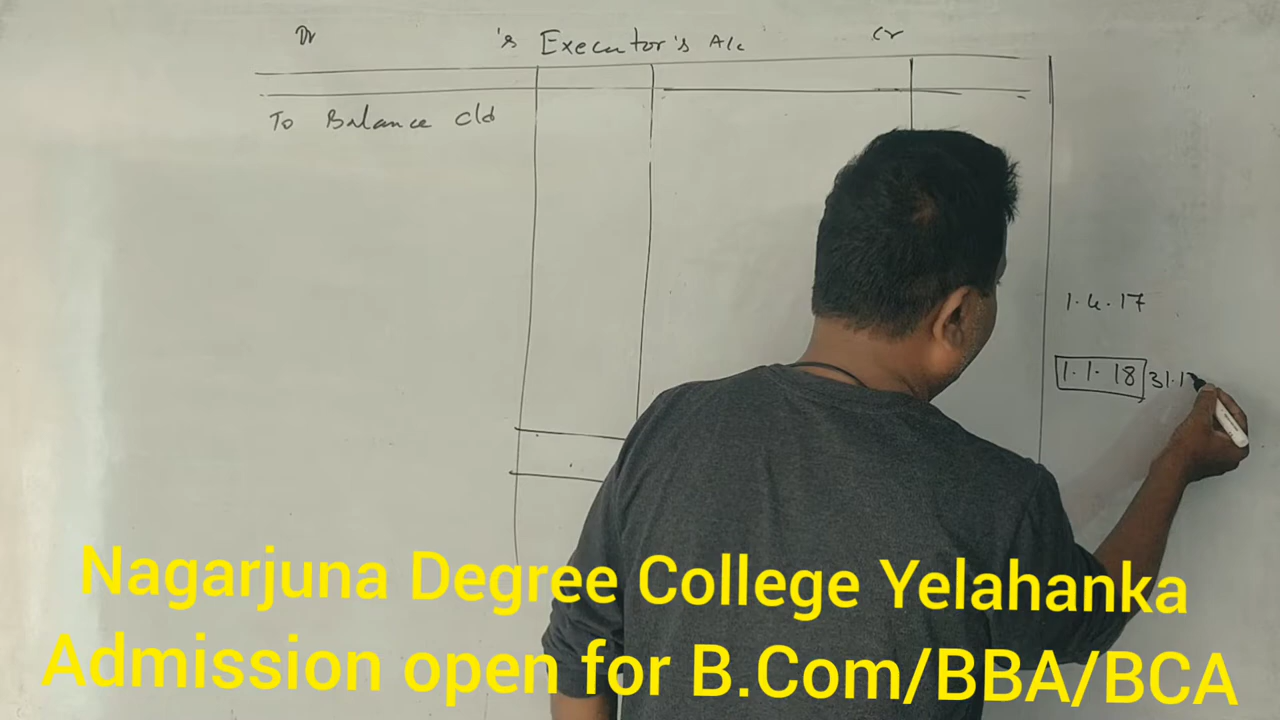 Dr 's Executor's A/c Cr
To Balance C/d
1.4.17
1.1.18 31.1
Nagarjuna Degree College Yelahanka
Admission open for B.Com/BBA/BCA